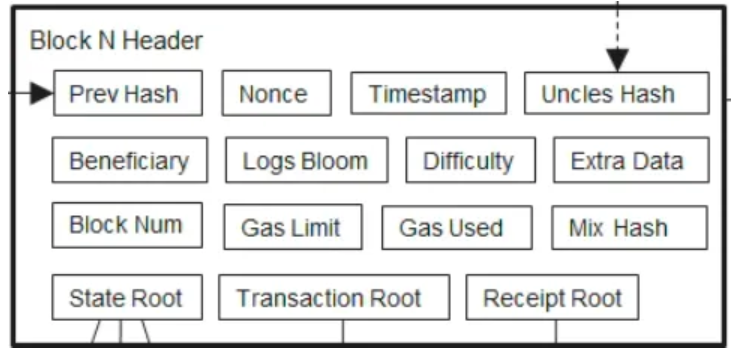 Block N Header
Prev Hash Nonce Timestamp Uncles Hash
Beneficiary Logs Bloom Difficulty Extra Data
Block Num Gas Limit Gas Used Mix Hash
State Root Transaction Root Receipt Root